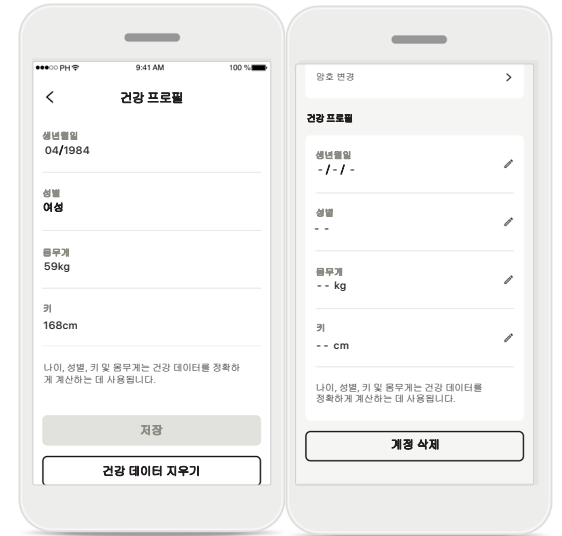 ●●●○○ PH 9:41 AM 100 %
건강 프로필
생년월일
04/1984
성별
여성
몸무게
59kg
키
168cm
나이, 성별, 키 및 몸무게는 건강 데이터를 정확하
게 계산하는 데 사용됩니다.
저장
건강 데이터 지우기
암호 변경
건강 프로필
생년월일
-/-/-
성별
- -
몸무게
- - kg
키
- - cm
나이, 성별, 키 및 몸무게는 건강 데이터를
정확하게 계산하는 데 사용됩니다.
계정 삭제